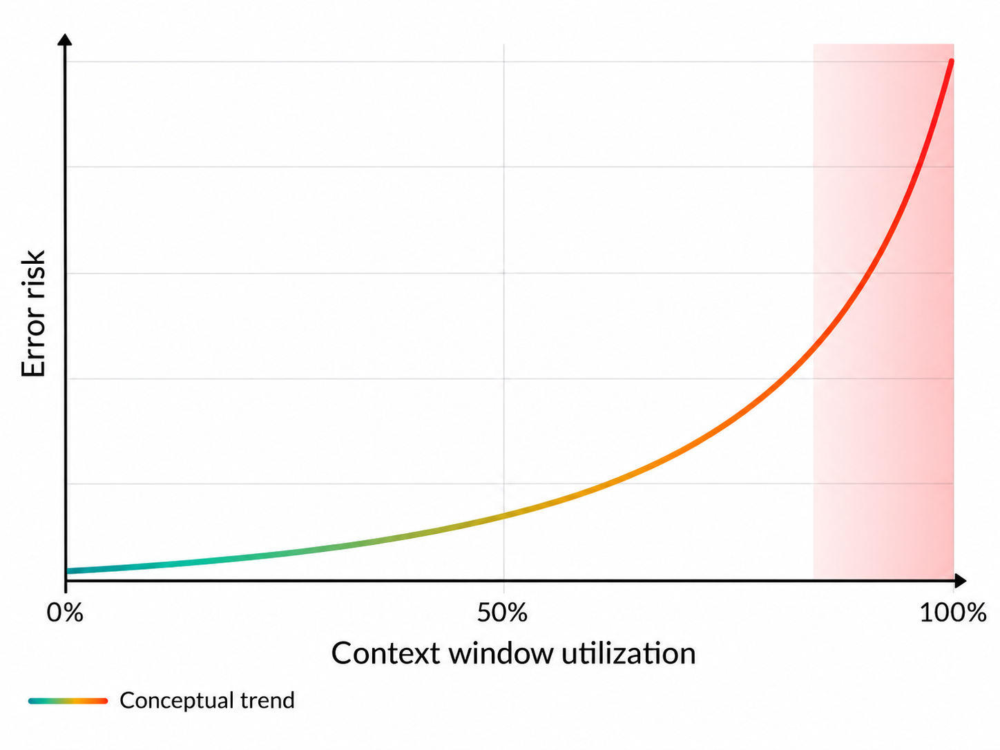 Error risk
0%
50%
100%
Context window utilization
Conceptual trend